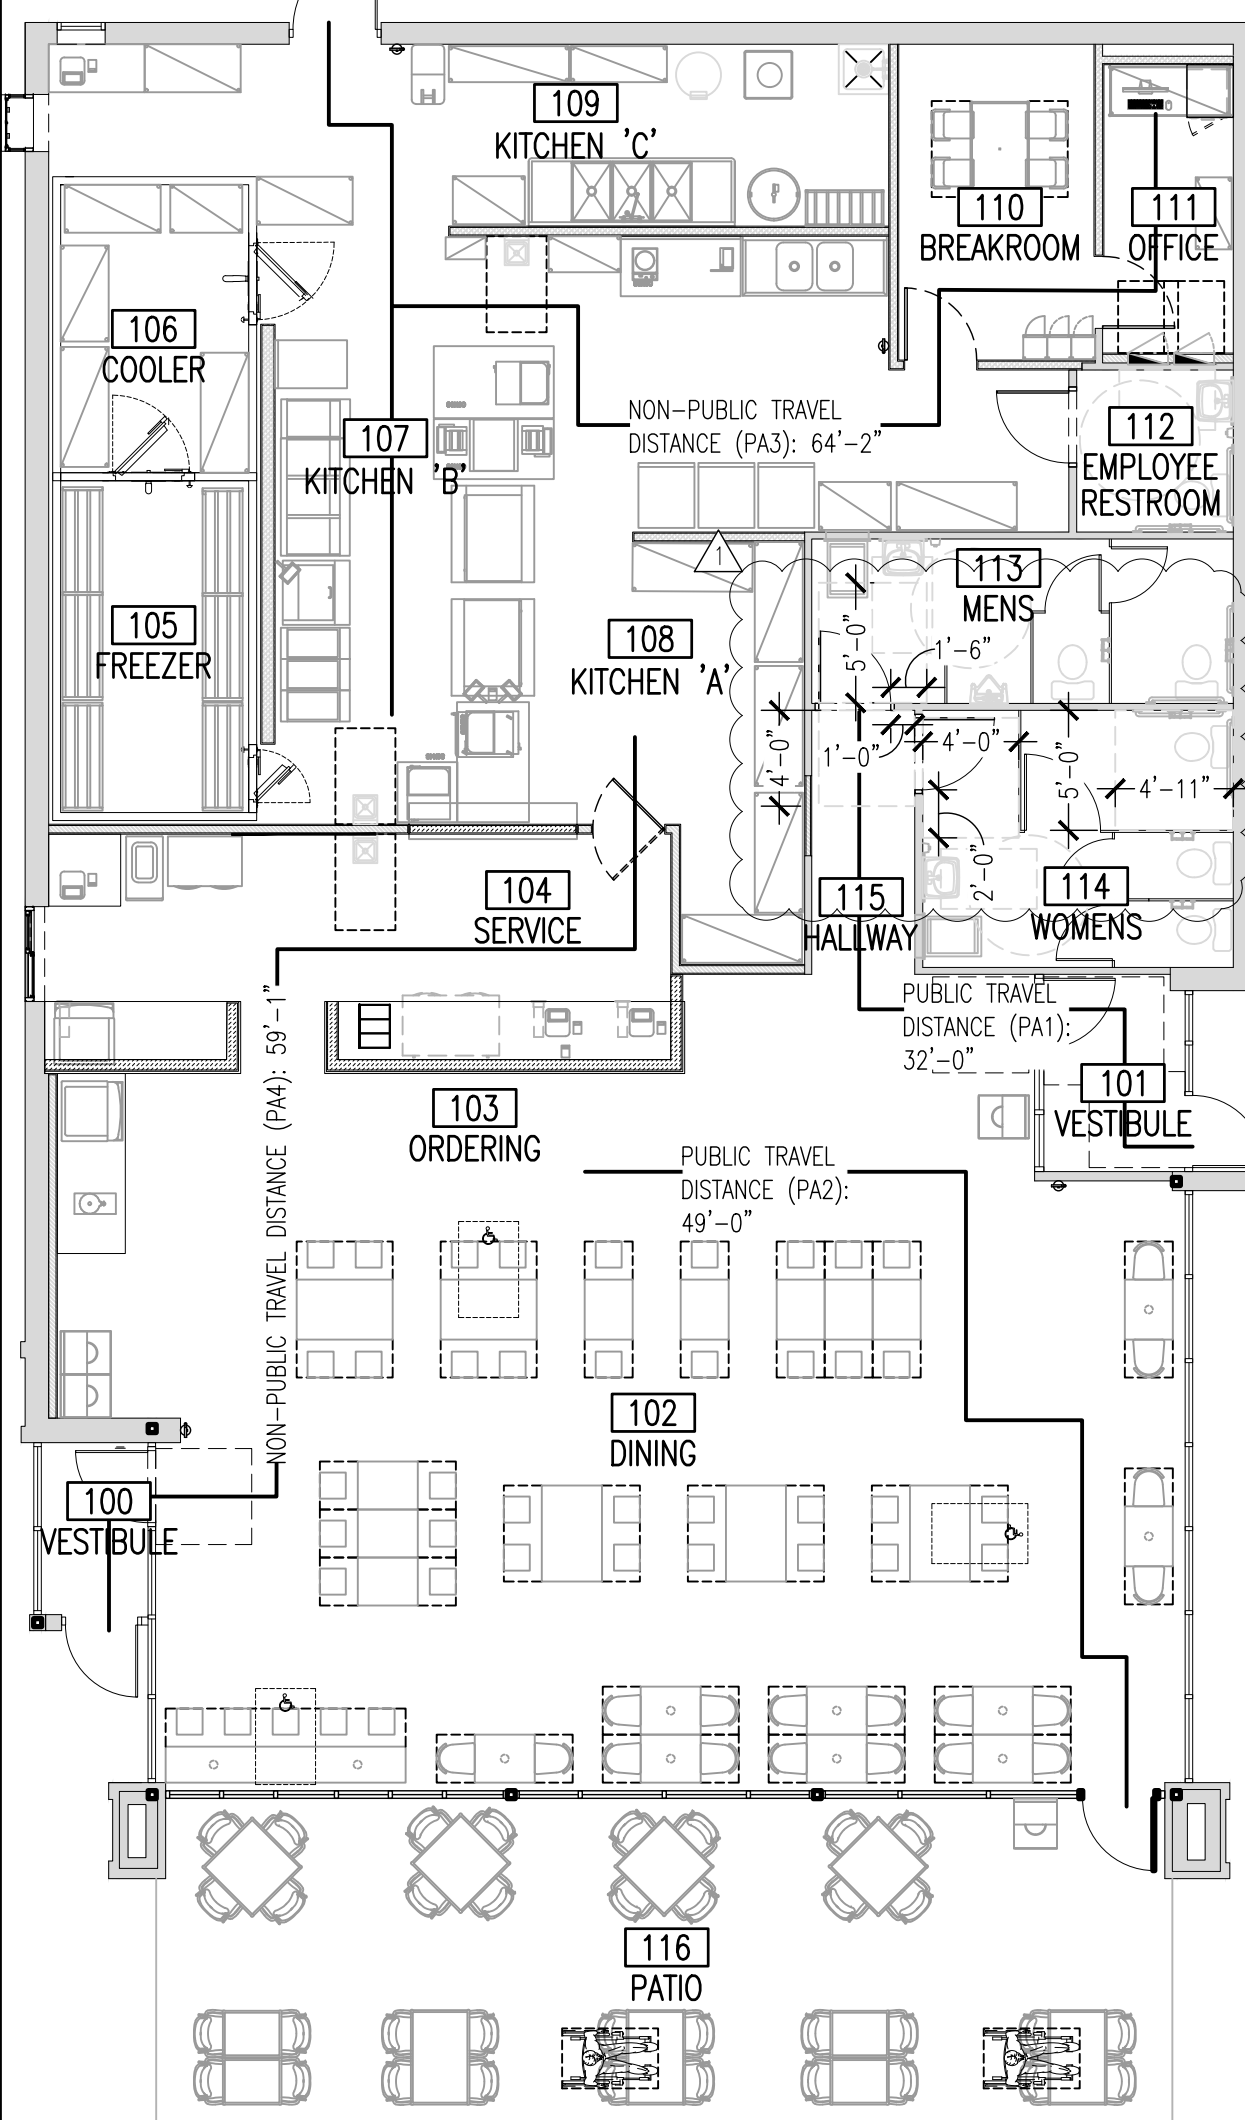 109
KITCHEN 'C'
110
BREAKROOM
111
OFFICE
106
COOLER
107
KITCHEN 'B'
NON-PUBLIC TRAVEL
DISTANCE (PA3): 64'-2"
112
EMPLOYEE
RESTROOM
1
113
MENS
105
FREEZER
108
KITCHEN 'A'
5'-0"
1'-6"
4'-0"
1'-0"
4'-0"
5'-0"
4'-11"
2'-0"
104
SERVICE
115
HALLWAY
114
WOMENS
PUBLIC TRAVEL
DISTANCE (PA1):
32'-0"
NON-PUBLIC TRAVEL DISTANCE (PA4): 59'-1"
101
VESTIBULE
103
ORDERING
PUBLIC TRAVEL
DISTANCE (PA2):
49'-0"
102
DINING
100
VESTIBULE
116
PATIO